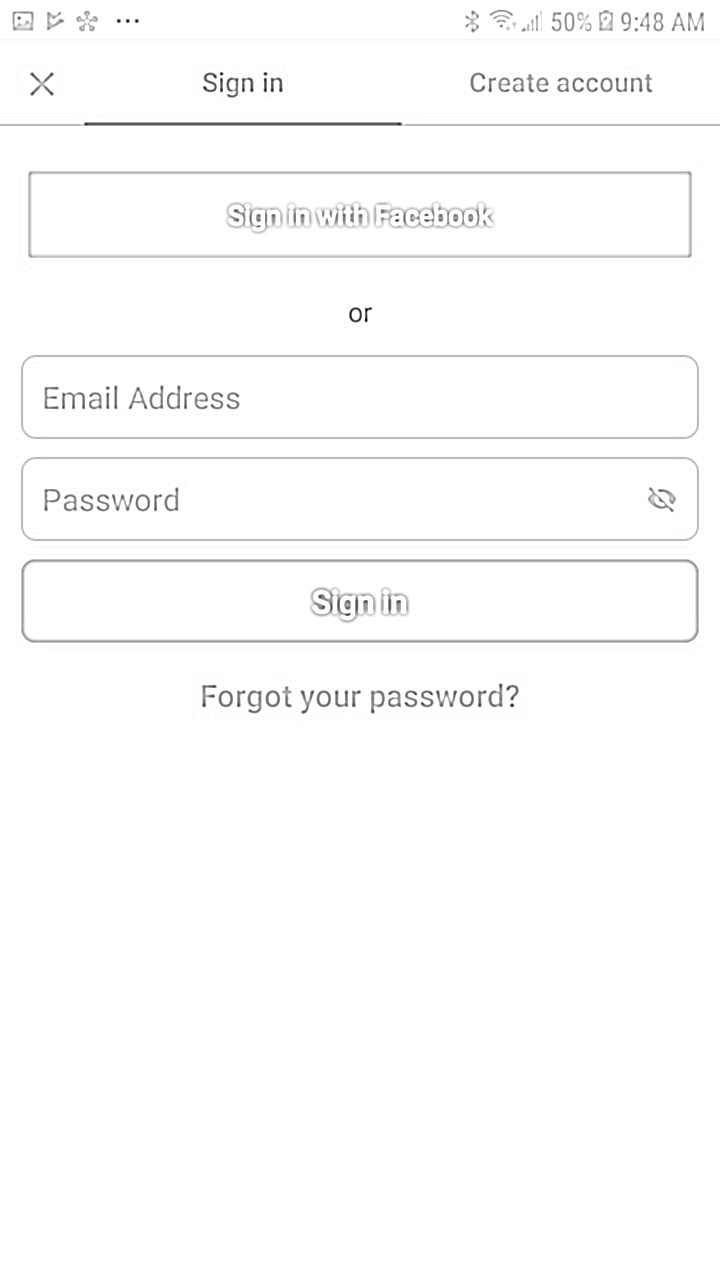 50% 9:48 AM
Sign in
Create account
Sign in with Facebook
or
Email Address
Password
Sign in
Forgot your password?